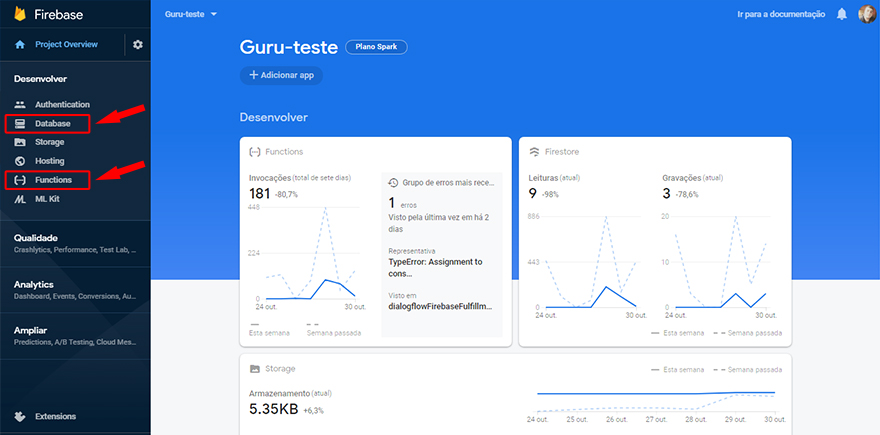 Firebase
Guru-teste
Ir para a documentação
Project Overview
Desenvolver
Authentication
Database
Storage
Hosting
Functions
ML Kit
Qualidade
Crashlytics, Performance, Test Lab, ...
Analytics
Dashboard, Events, Conversions, Au...
Ampliar
Predictions, A/B Testing, Cloud Mes...
Extensions
Guru-teste
Plano Spark
+ Adicionar app
Desenvolver
Functions
Invocações (total de sete dias)
181 -80,7%
448
224
0
24 out.
30 out.
Esta semana
Semana passada
Grupo de erros mais rece...
1 erros
Visto pela última vez em há 2
dias
Representativa
TypeError: Assignment to
cons...
Visto em
dialogflowFirebaseFulfillm...
Firestore
Leituras (atual)
9 -98%
886
443
0
24 out.
30 out.
Gravações (atual)
3 -78,6%
20
10
0
24 out.
30 out.
Esta semana
Semana passada
Storage
Esta semana
Semana passada
Armazenamento (atual)
5.35KB +6,3%
24 out.
25 out.
26 out.
27 out.
28 out.
29 out.
30 out.